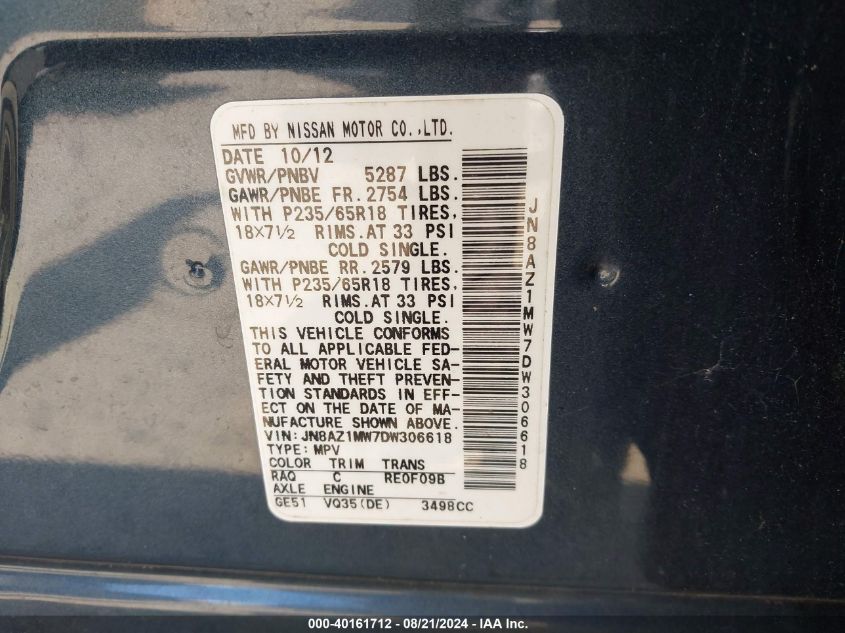 MFD BY NISSAN MOTOR CO.,LTD.
DATE 10/12
GVWR/PNBV 5287 LBS.
GAWR/PNBE FR. 2754 LBS.
WITH P235/65R18 TIRES,
18×7½ RIMS.AT 33 PSI
COLD SINGLE.
GAWR/PNBE RR. 2579 LBS.
WITH P235/65R18 TIRES,
18×7½ RIMS.AT 33 PSI
COLD SINGLE.
THIS VEHICLE CONFORMS
TO ALL APPLICABLE FED-
ERAL MOTOR VEHICLE SA-
FETY AND THEFT PREVEN-
TION STANDARDS IN EFF-
ECT ON THE DATE OF MA-
NUFACTURE SHOWN ABOVE.
VIN: JN8AZ1MW7DW306618
TYPE: MPV
COLOR TRIM TRANS
RAQ C RE0F09B
AXLE ENGINE
GE51 VQ35(DE) 3498CC
JN8AZ1MW7DW306618
000-40161712 / 08/21/2024 - IAA Inc.